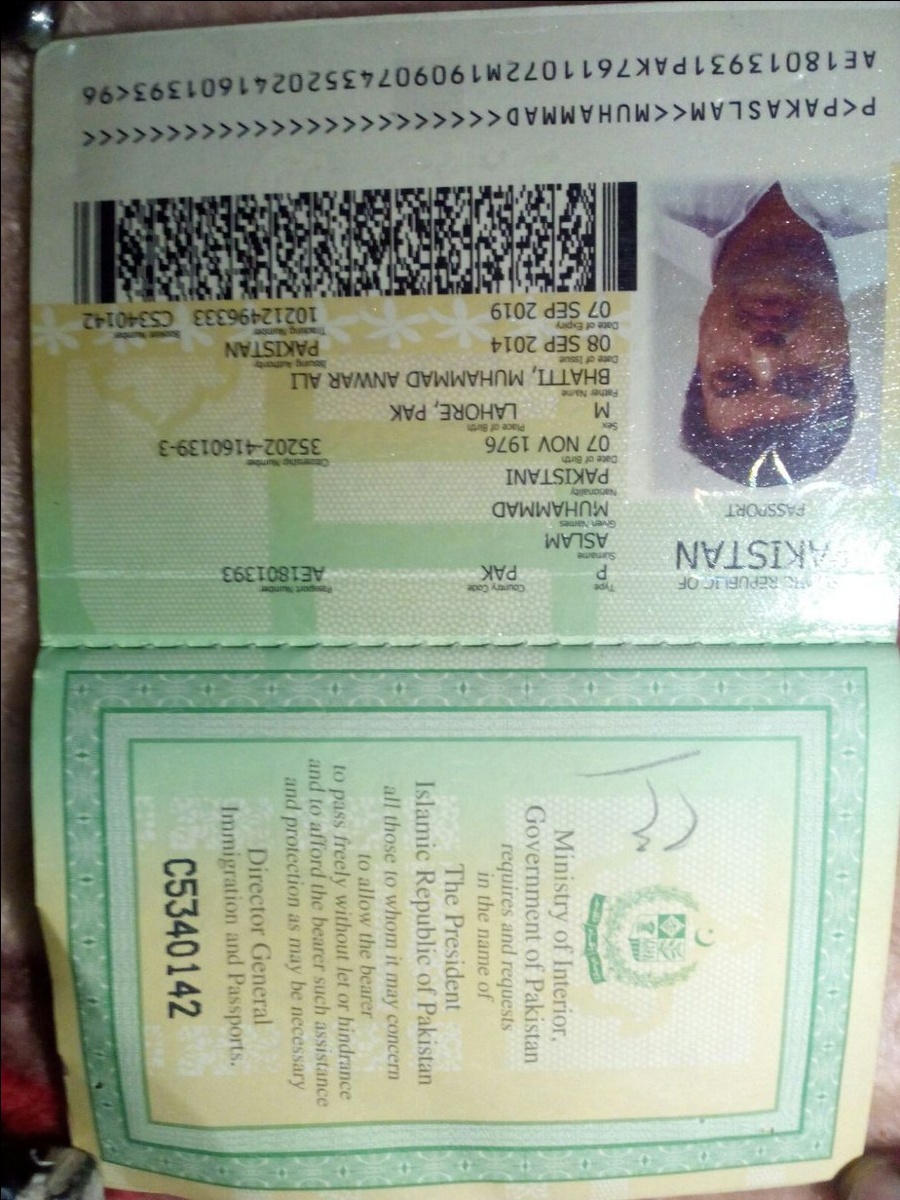 ISLAMIC REPUBLIC OF
PAKISTAN
PASSPORT
Type Country Code Passport Number
P PAK AE1801393
Surname
ASLAM
Given Names
MUHAMMAD
Nationality
PAKISTANI
Date of Birth Citizenship Number
07 NOV 1976 35202-4160139-3
Sex Place of Birth
M LAHORE, PAK
Father Name
BHATTI, MUHAMMAD ANWAR ALI
Date of Issue Issuing Authority
08 SEP 2014 PAKISTAN
Date of Expiry Tracking Number Booklet Number
07 SEP 2019 10212496333 C5340142
P<PAKASLAM<<MUHAMMAD<<<<<<<<<<<<<<<<<<<<<<<<
AE18013931PAK7611072M19090743520241601393<96
Ministry of Interior,
Government of Pakistan
requires and requests
in the name of
The President
Islamic Republic of Pakistan
all those to whom it may concern
to allow the bearer
to pass freely without let or hindrance
and to afford the bearer such assistance
and protection as may be necessary
Director General
Immigration and Passports.
C5340142